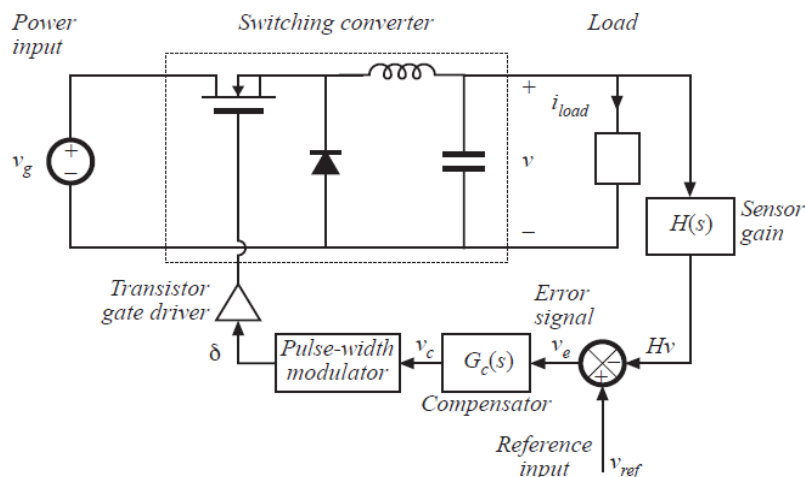 Power
input
Switching converter
Load
+
−
v_g
+
v
−
i_load
H(s)
Sensor
gain
Transistor
gate driver
δ
Pulse-width
modulator
v_c
G_c(s)
Compensator
Error
signal
v_e
−
+
Hv
Reference
input
v_ref